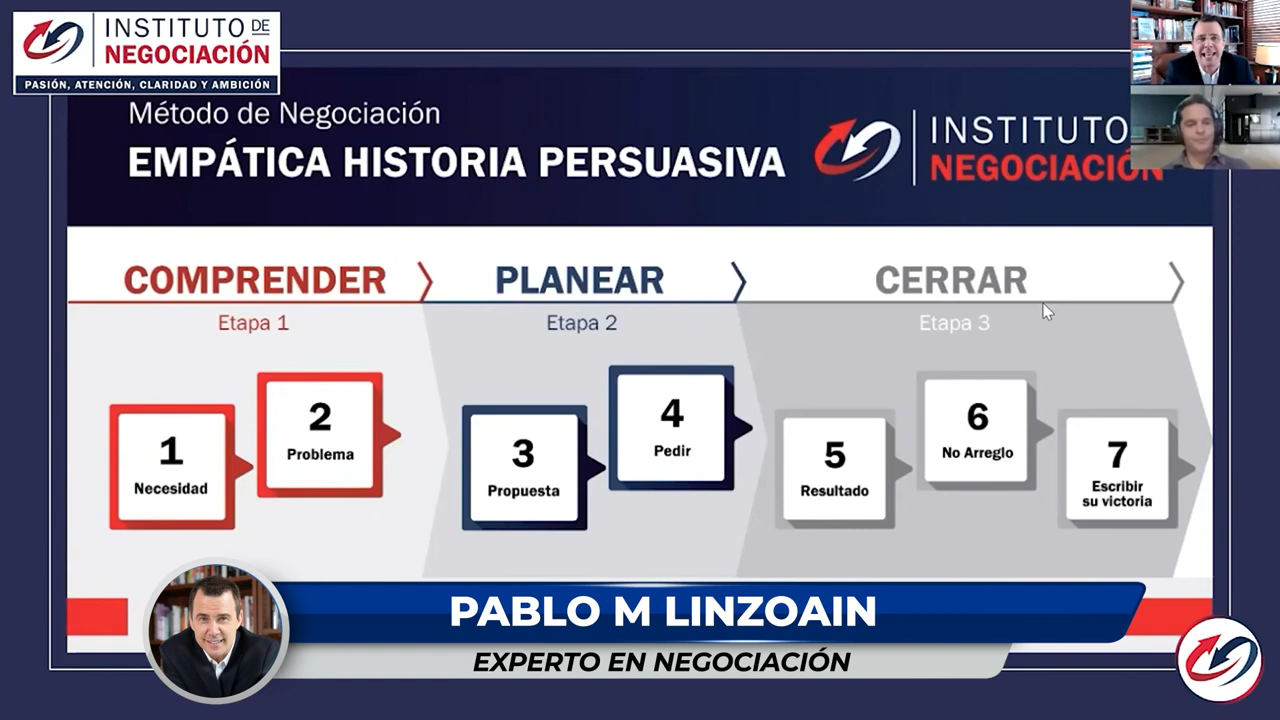 INSTITUTO DE
NEGOCIACIÓN
PASIÓN, ATENCIÓN, CLARIDAD Y AMBICIÓN
Método de Negociación
EMPÁTICA HISTORIA PERSUASIVA
INSTITUTO
NEGOCIACIÓN
COMPRENDER
PLANEAR
CERRAR
Etapa 1
Etapa 2
Etapa 3
1
Necesidad
2
Problema
3
Propuesta
4
Pedir
5
Resultado
6
No Arreglo
7
Escribir
su victoria
PABLO M LINZOAIN
EXPERTO EN NEGOCIACIÓN